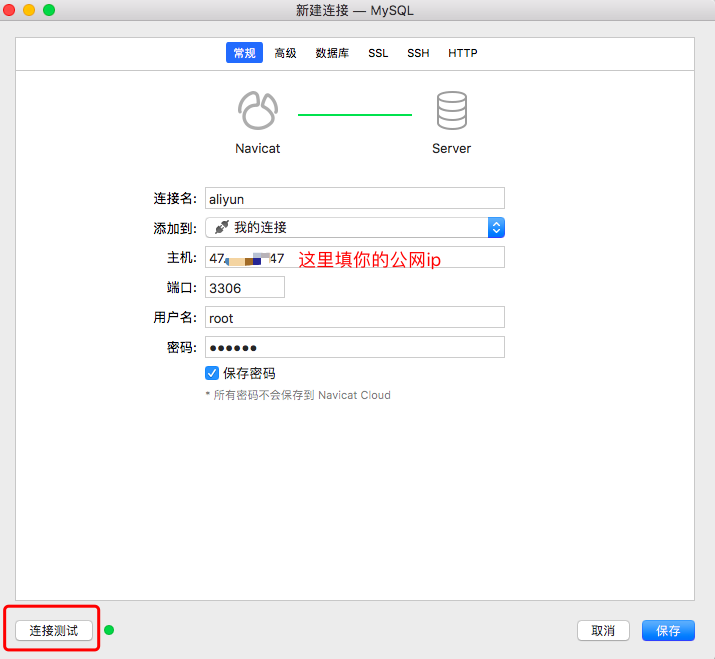 新建连接 — MySQL
常规 高级 数据库 SSL SSH HTTP
Navicat Server
连接名: aliyun
添加到: 我的连接
主机: 47. 47 这里填你的公网ip
端口: 3306
用户名: root
密码: ●●●●●●
保存密码
* 所有密码不会保存到 Navicat Cloud
连接测试 取消 保存